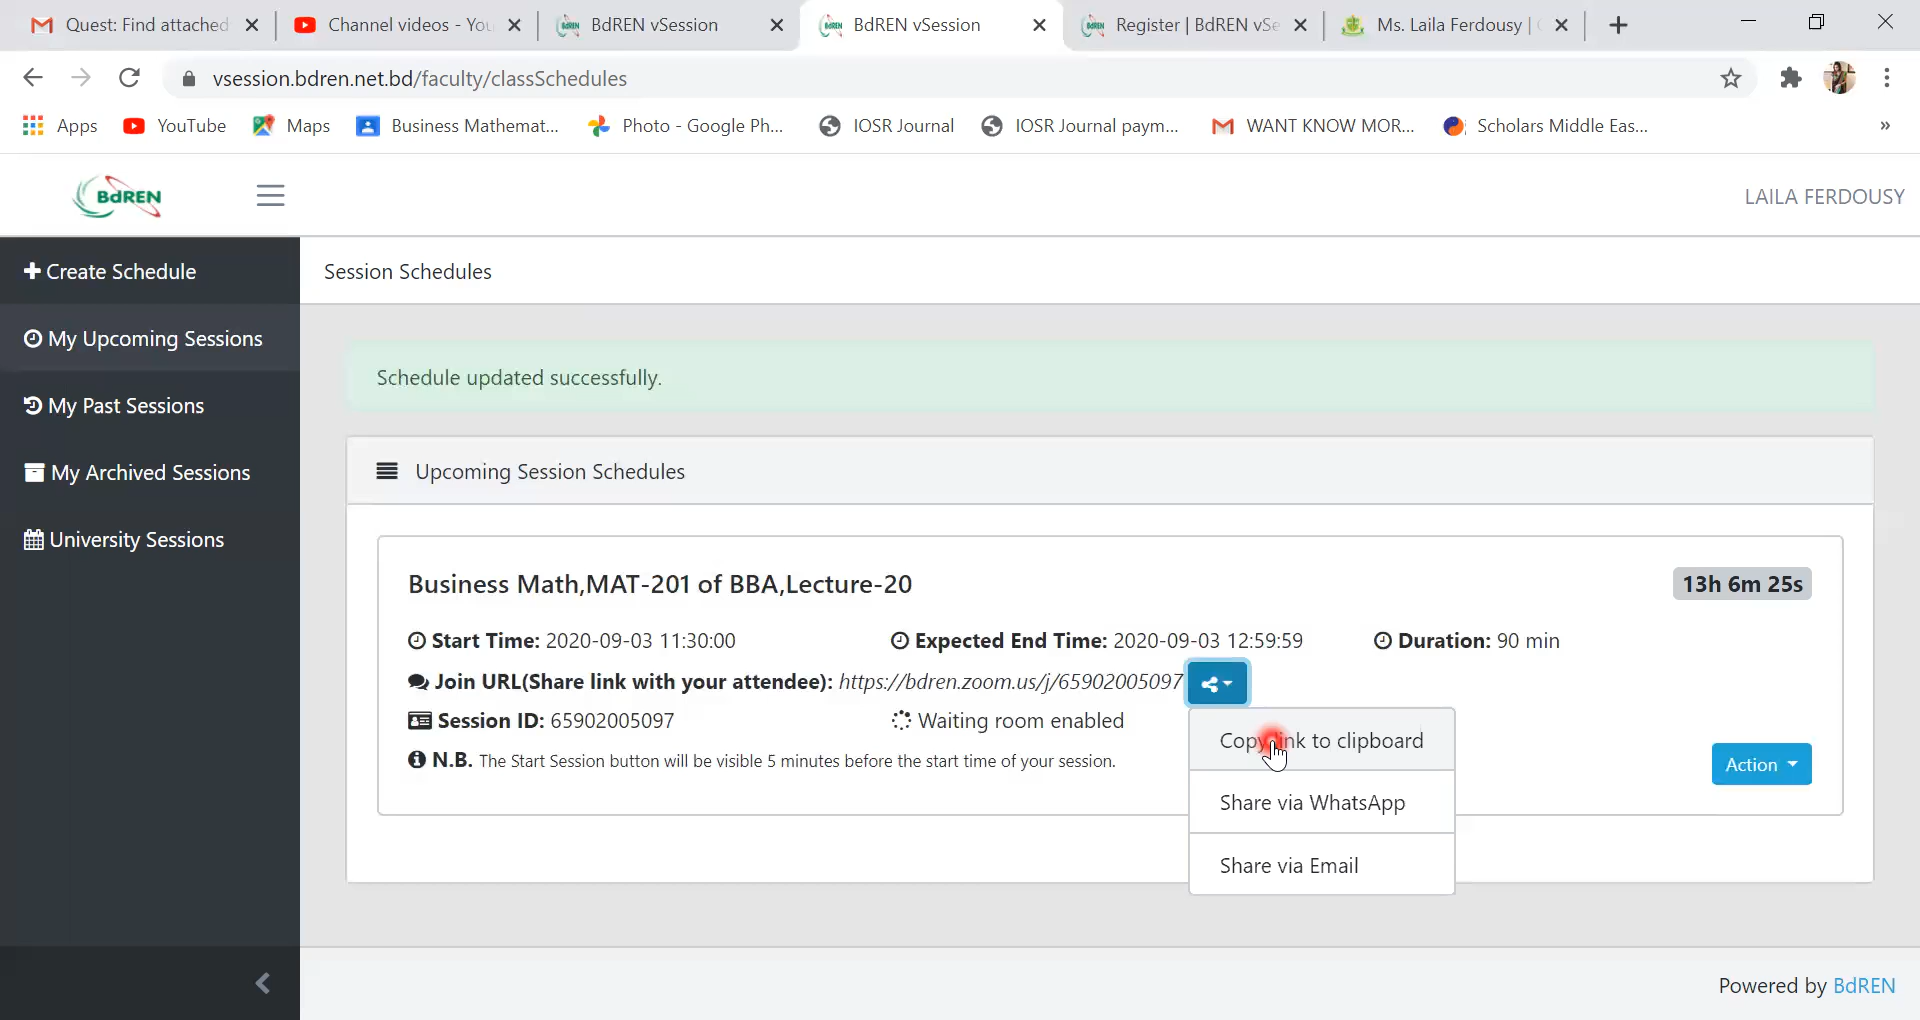 Quest: Find attached
Channel videos - You
BdREN vSession
BdREN vSession
Register | BdREN vSe
Ms. Laila Ferdousy |
vsession.bdren.net.bd/faculty/classSchedules
Apps
YouTube
Maps
Business Mathemat...
Photo - Google Ph...
IOSR Journal
IOSR Journal paym...
WANT KNOW MOR...
Scholars Middle Eas...
»
BdREN
LAILA FERDOUSY
Create Schedule
My Upcoming Sessions
My Past Sessions
My Archived Sessions
University Sessions
Session Schedules
Schedule updated successfully.
Upcoming Session Schedules
Business Math,MAT-201 of BBA,Lecture-20
13h 6m 25s
Start Time: 2020-09-03 11:30:00
Expected End Time: 2020-09-03 12:59:59
Duration: 90 min
Join URL(Share link with your attendee): https://bdren.zoom.us/j/65902005097
Session ID: 65902005097
Waiting room enabled
N.B. The Start Session button will be visible 5 minutes before the start time of your session.
Copy link to clipboard
Share via WhatsApp
Share via Email
Action
Powered by BdREN